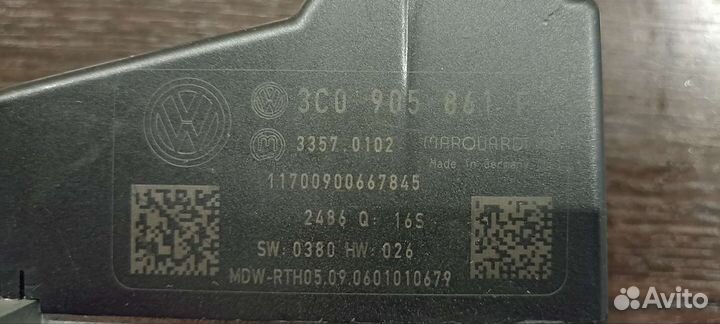 3C0 905 861
3357.0102 MARQUARDT
Made in Germany
11700900667845
2486 Q: 16S
SW: 0380 HW: 026
MDW-RTH05.09.0601010679
Avito